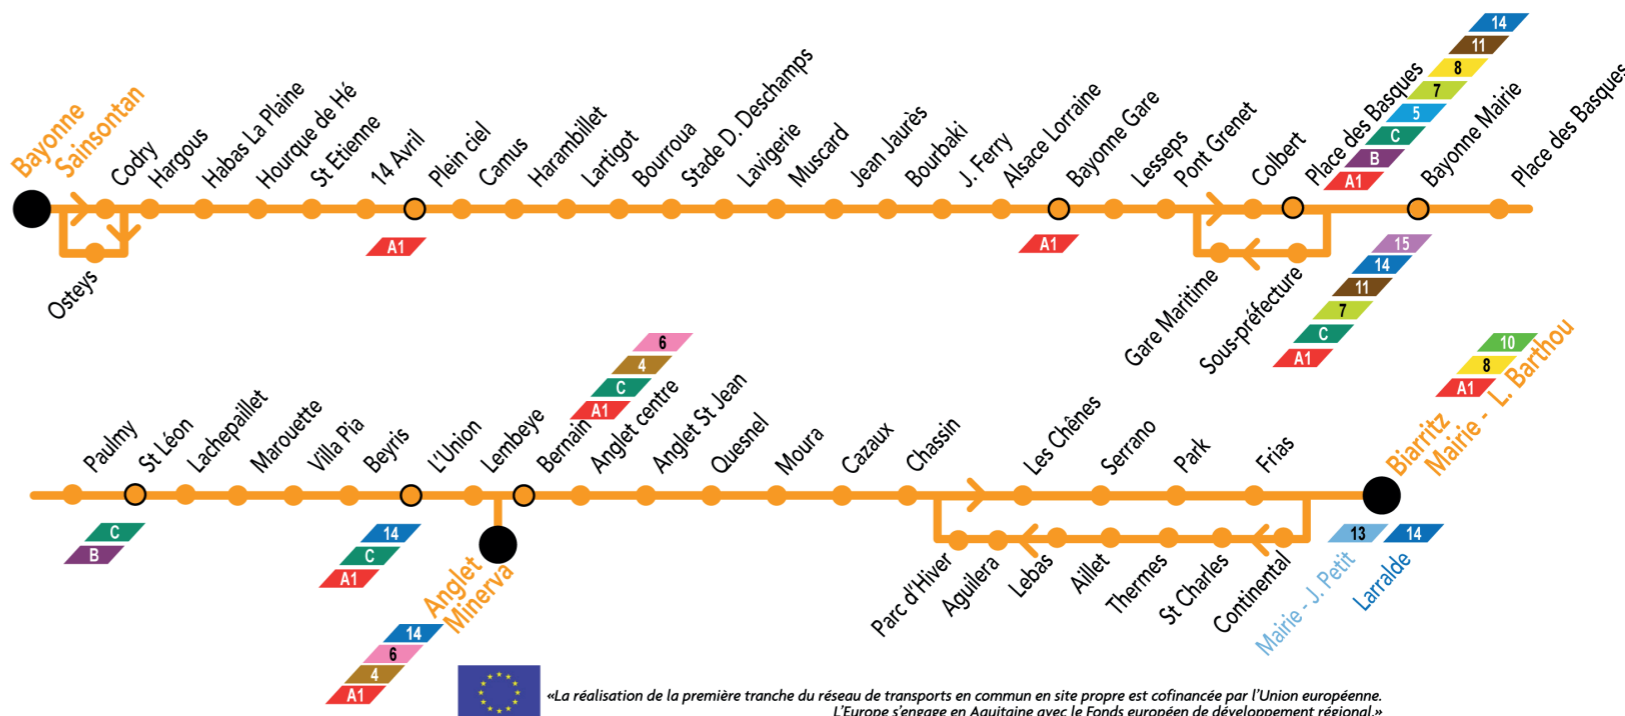 Bayonne
Sainsontan
Codry
Hargous
Habas La Plaine
Hourque de Hé
St Etienne
14 Avril
Plein ciel
Camus
Harambillet
Lartigot
Bourroua
Stade D. Deschamps
Lavigerie
Muscard
Jean Jaurès
Bourbaki
J. Ferry
Alsace Lorraine
Bayonne Gare
Lesseps
Pont Grenet
Colbert
Place des Basques
14
11
8
7
5
C
B
A1
Bayonne Mairie
Place des Basques
Osteys
A1
A1
Gare Maritime
Sous-préfecture
15
14
11
7
C
A1
Paulmy
St Léon
Lachepaillet
Marouette
Villa Pia
Beyris
L'Union
Lembeye
Bernain
6
4
C
A1
Anglet centre
Anglet St Jean
Quesnel
Moura
Cazaux
Chassin
Les Chênes
Serrano
Park
Frias
10
8
A1
Biarritz
Mairie - L. Barthou
C
B
14
C
A1
Anglet
Minerva
14
6
4
A1
Parc d'Hiver
Aguilera
Lebas
Aillet
Thermes
St Charles
Continental
13
Mairie - J. Petit
14
Larralde
«La réalisation de la première tranche du réseau de transports en commun en site propre est cofinancée par l'Union européenne.
L'Europe s'engage en Aquitaine avec le Fonds européen de développement régional.»